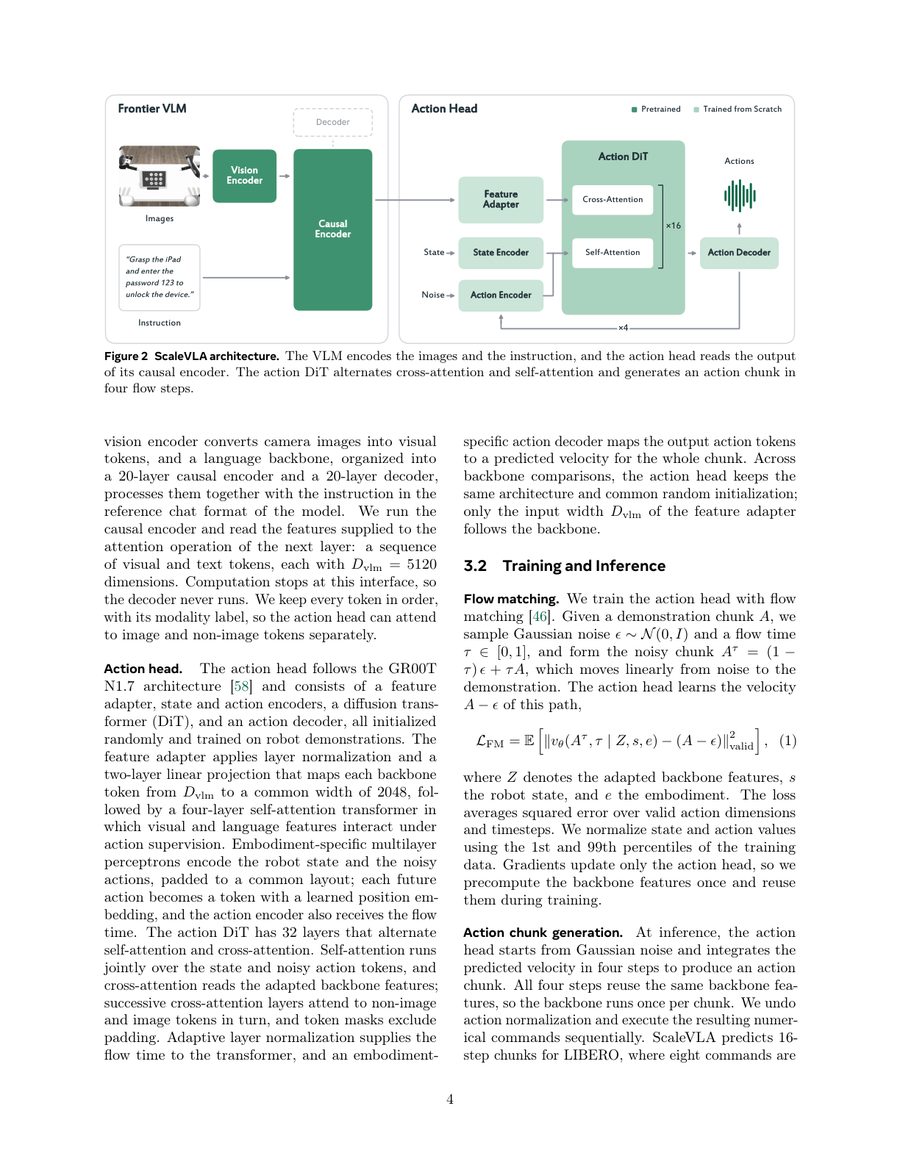 Frontier VLM
Decoder
Vision
Encoder
Causal
Encoder
Images
"Grasp the iPad
and enter the
password 123 to
unlock the device."
Instruction
Action Head
Pretrained
Trained from Scratch
Action DiT
Actions
Feature
Adapter
Cross-Attention
×16
State
State Encoder
Self-Attention
Action Decoder
Noise
Action Encoder
×4
Figure 2 ScaleVLA architecture. The VLM encodes the images and the instruction, and the action head reads the output
of its causal encoder. The action DiT alternates cross-attention and self-attention and generates an action chunk in
four flow steps.
vision encoder converts camera images into visual
tokens, and a language backbone, organized into
a 20-layer causal encoder and a 20-layer decoder,
processes them together with the instruction in the
reference chat format of the model. We run the
causal encoder and read the features supplied to the
attention operation of the next layer: a sequence
of visual and text tokens, each with D_vlm = 5120
dimensions. Computation stops at this interface, so
the decoder never runs. We keep every token in order,
with its modality label, so the action head can attend
to image and non-image tokens separately.
Action head. The action head follows the GR00T
N1.7 architecture [58] and consists of a feature
adapter, state and action encoders, a diffusion trans-
former (DiT), and an action decoder, all initialized
randomly and trained on robot demonstrations. The
feature adapter applies layer normalization and a
two-layer linear projection that maps each backbone
token from D_vlm to a common width of 2048, fol-
lowed by a four-layer self-attention transformer in
which visual and language features interact under
action supervision. Embodiment-specific multilayer
perceptrons encode the robot state and the noisy
actions, padded to a common layout; each future
action becomes a token with a learned position em-
bedding, and the action encoder also receives the flow
time. The action DiT has 32 layers that alternate
self-attention and cross-attention. Self-attention runs
jointly over the state and noisy action tokens, and
cross-attention reads the adapted backbone features;
successive cross-attention layers attend to non-image
and image tokens in turn, and token masks exclude
padding. Adaptive layer normalization supplies the
flow time to the transformer, and an embodiment-
specific action decoder maps the output action tokens
to a predicted velocity for the whole chunk. Across
backbone comparisons, the action head keeps the
same architecture and common random initialization;
only the input width D_vlm of the feature adapter
follows the backbone.
3.2 Training and Inference
Flow matching. We train the action head with flow
matching [46]. Given a demonstration chunk A, we
sample Gaussian noise ϵ ∼ N(0, I) and a flow time
τ ∈ [0, 1], and form the noisy chunk A^τ = (1 −
τ) ϵ + τA, which moves linearly from noise to the
demonstration. The action head learns the velocity
A − ϵ of this path,
L_FM = E [ ‖v_θ(A^τ, τ | Z, s, e) − (A − ϵ)‖²_valid ] , (1)
where Z denotes the adapted backbone features, s
the robot state, and e the embodiment. The loss
averages squared error over valid action dimensions
and timesteps. We normalize state and action values
using the 1st and 99th percentiles of the training
data. Gradients update only the action head, so we
precompute the backbone features once and reuse
them during training.
Action chunk generation. At inference, the action
head starts from Gaussian noise and integrates the
predicted velocity in four steps to produce an action
chunk. All four steps reuse the same backbone fea-
tures, so the backbone runs once per chunk. We undo
action normalization and execute the resulting numer-
ical commands sequentially. ScaleVLA predicts 16-
step chunks for LIBERO, where eight commands are
4